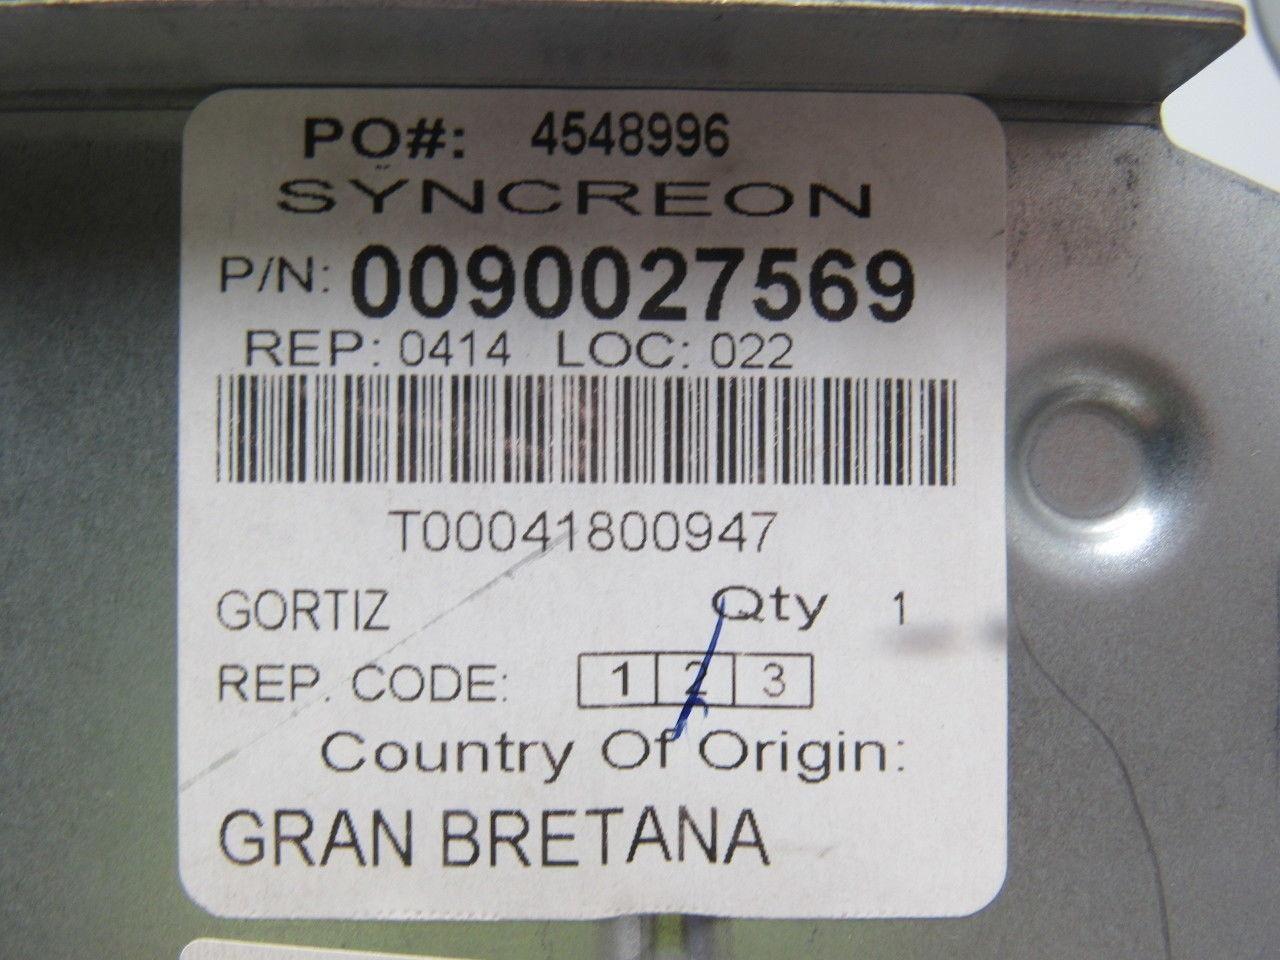 PO#: 4548996
SYNCREON
P/N: 0090027569
REP: 0414 LOC: 022
T00041800947
GORTIZ Qty 1
REP. CODE: 1 2 3
Country Of Origin:
GRAN BRETANA